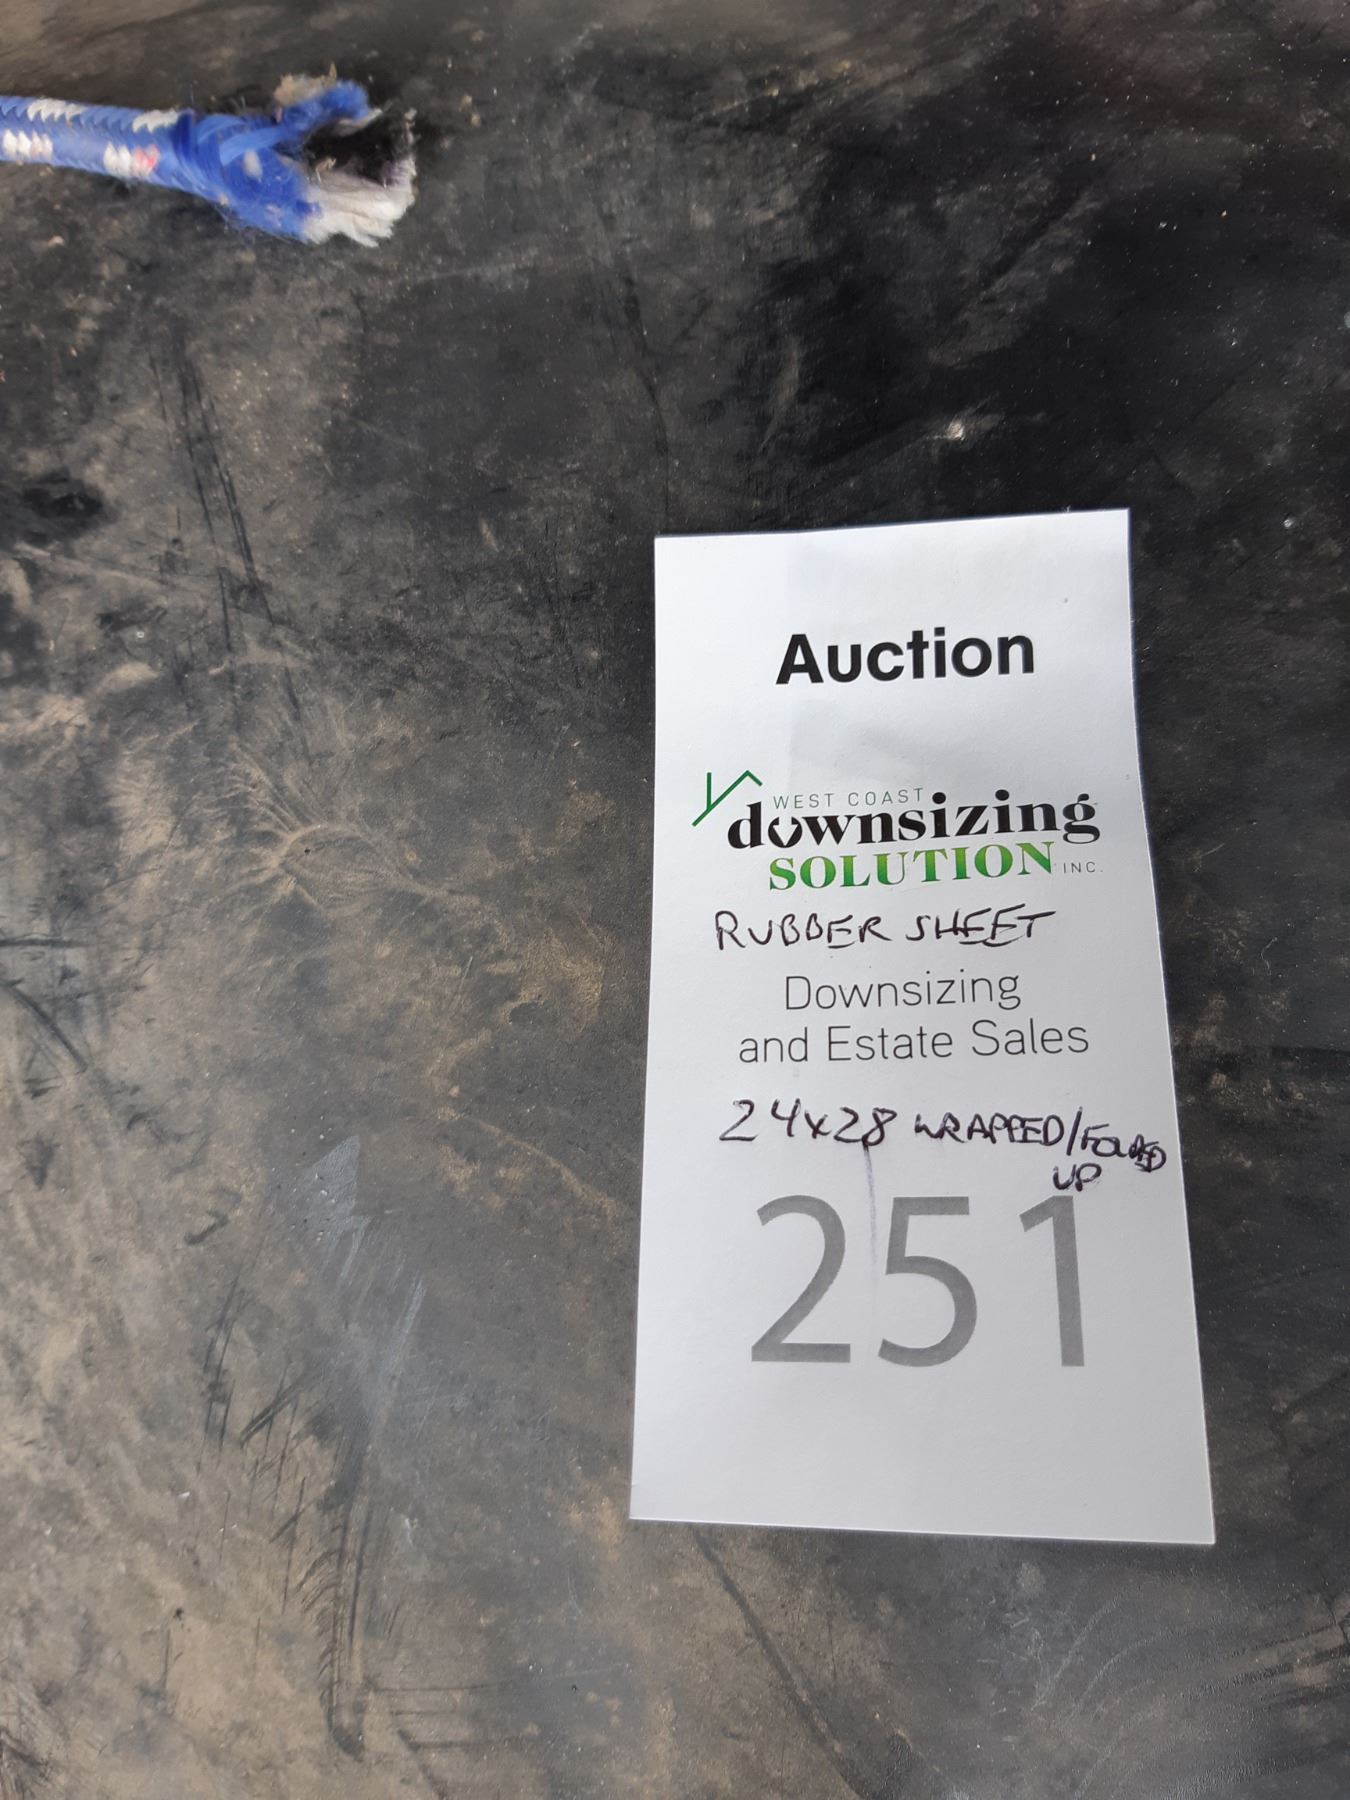 Auction
WEST COAST
downsizing
SOLUTION INC.
RUBBER SHEET
Downsizing
and Estate Sales
24x28 WRAPPED/FOLDED
UP
251